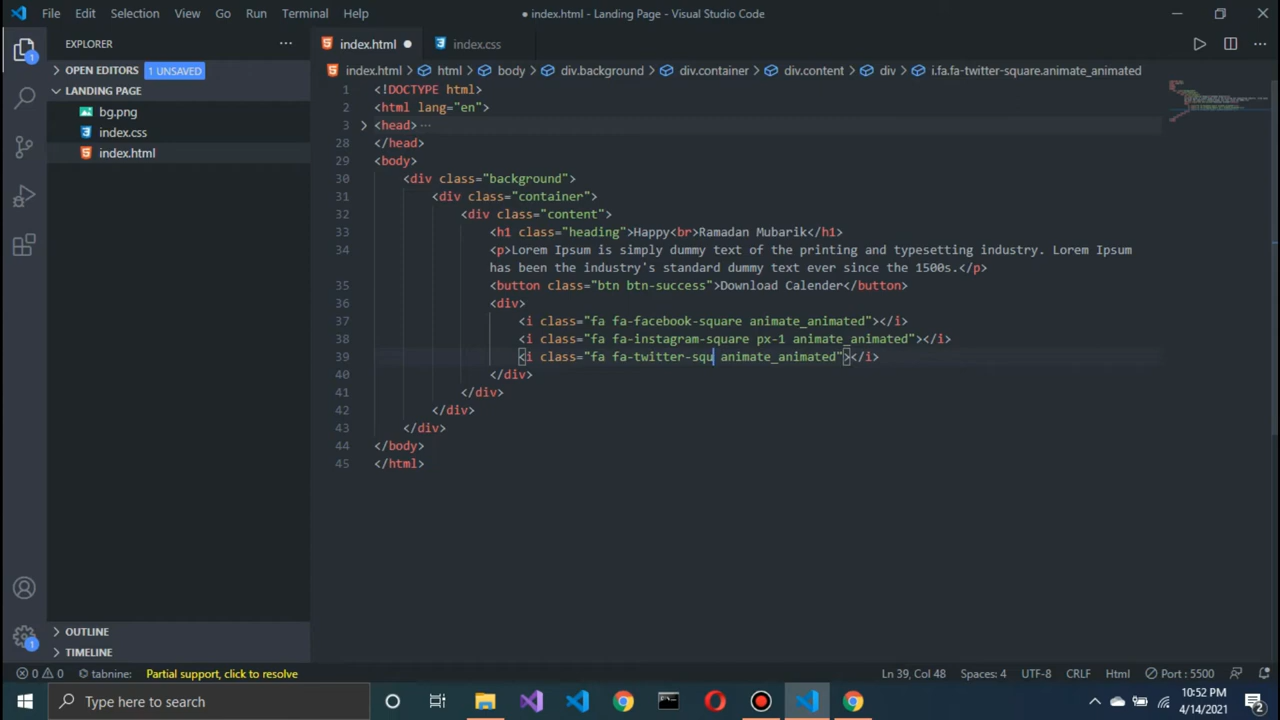 File Edit Selection View Go Run Terminal Help
● index.html - Landing Page - Visual Studio Code
EXPLORER
index.html ●
index.css
OPEN EDITORS 1 UNSAVED
index.html > html > body > div.background > div.container > div.content > div > i.fa.fa-twitter-square.animate_animated
LANDING PAGE
bg.png
index.css
index.html
1 <!DOCTYPE html>
2 <html lang="en">
3 <head> ...
28 </head>
29 <body>
30 <div class="background">
31 <div class="container">
32 <div class="content">
33 <h1 class="heading">Happy<br>Ramadan Mubarik</h1>
34 <p>Lorem Ipsum is simply dummy text of the printing and typesetting industry. Lorem Ipsum
has been the industry's standard dummy text ever since the 1500s.</p>
35 <button class="btn btn-success">Download Calender</button>
36 <div>
37 <i class="fa fa-facebook-square animate_animated"></i>
38 <i class="fa fa-instagram-square px-1 animate_animated"></i>
39 <i class="fa fa-twitter-squ animate_animated"></i>
40 </div>
41 </div>
42 </div>
43 </div>
44 </body>
45 </html>
OUTLINE
TIMELINE
0 0 tabnine: Partial support, click to resolve
Ln 39, Col 48 Spaces: 4 UTF-8 CRLF Html Port : 5500
Type here to search
10:52 PM
4/14/2021
1
1
2